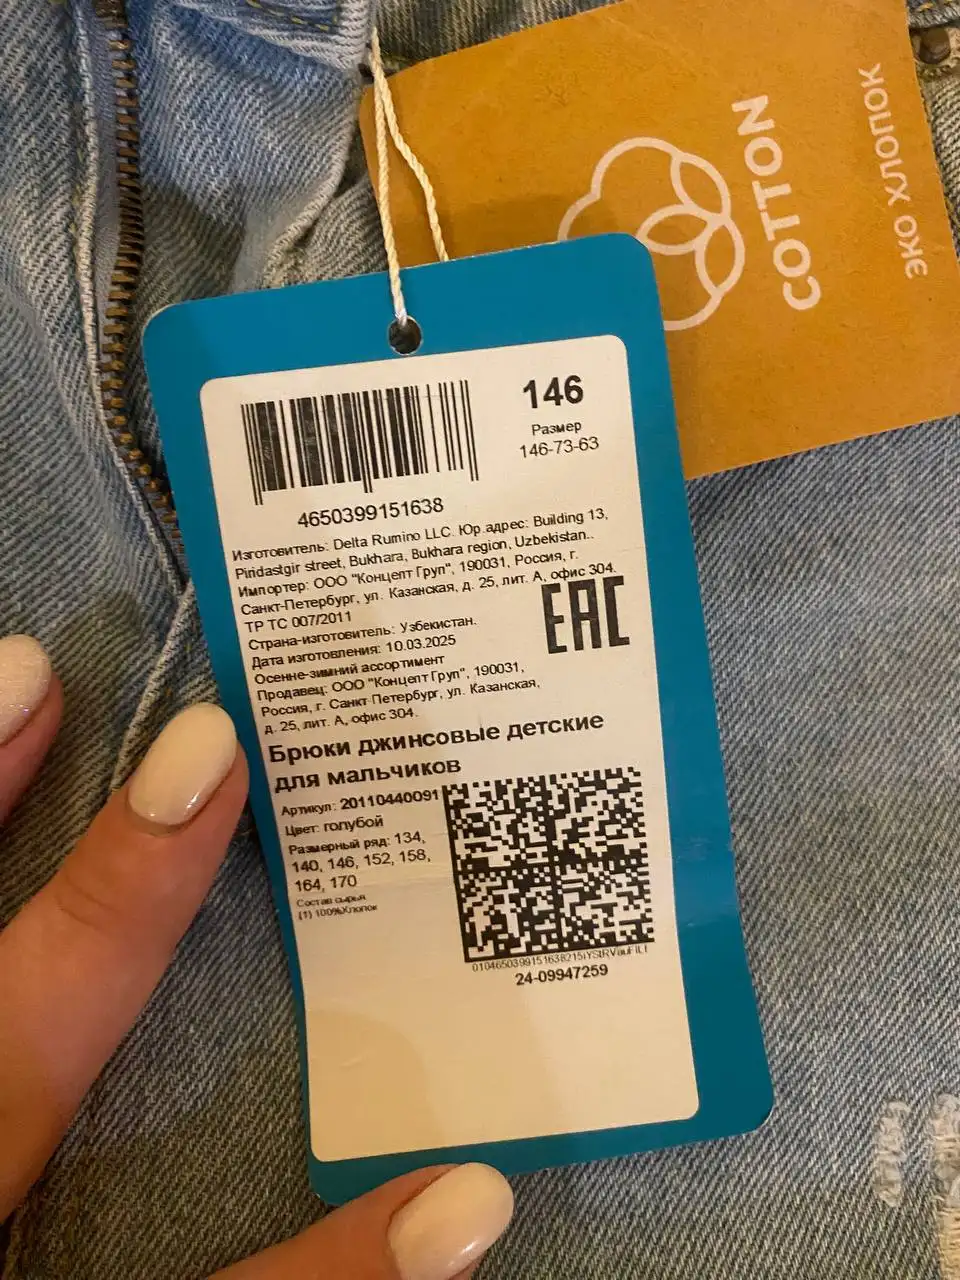 COTTON
ЭКО ХЛОПОК
146
Размер
146-73-63
4650399151638
Изготовитель: Delta Rumino LLC. Юр.адрес: Building 13,
Piridastgir street, Bukhara, Bukhara region, Uzbekistan..
Импортер: ООО "Концепт Груп", 190031, Россия, г.
Санкт-Петербург, ул. Казанская, д. 25, лит. А, офис 304.
ТР ТС 007/2011
EAC
Страна-изготовитель: Узбекистан.
Дата изготовления: 10.03.2025
Осенне-зимний ассортимент
Продавец: ООО "Концепт Груп", 190031,
Россия, г. Санкт-Петербург, ул. Казанская,
д. 25, лит. А, офис 304.
Брюки джинсовые детские
для мальчиков
Артикул: 20110440091
Цвет: голубой
Размерный ряд: 134,
140, 146, 152, 158,
164, 170
Состав сырья
(1) 100%Хлопок
24-09947259